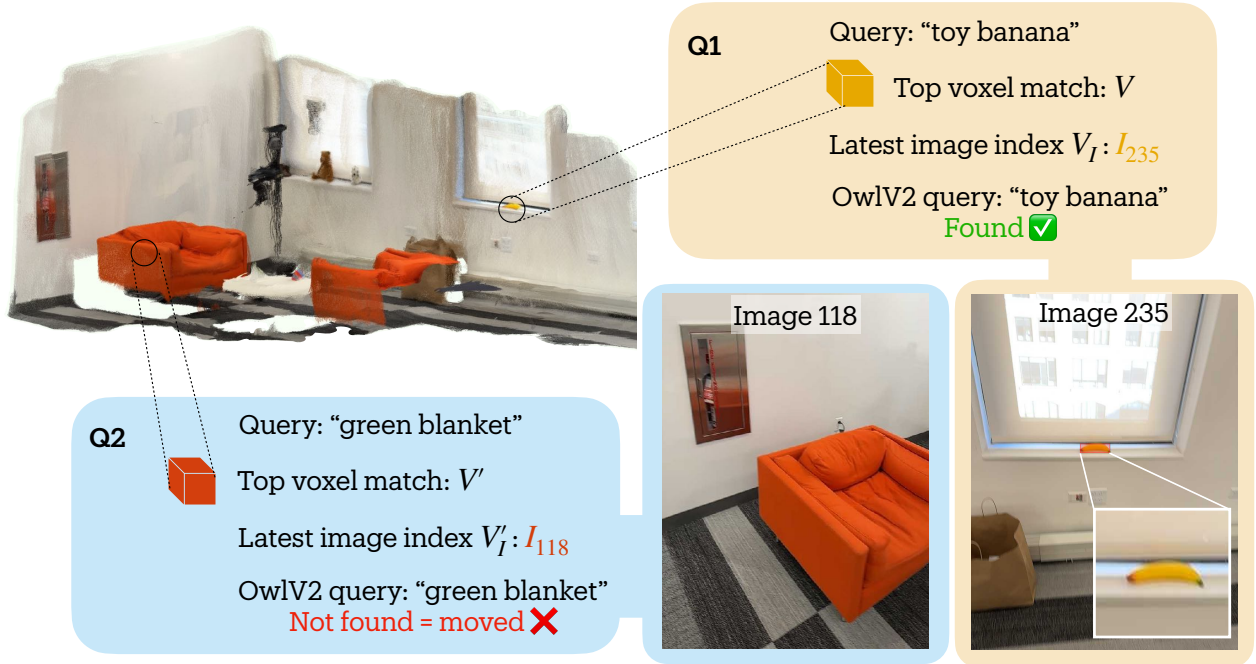 Q1
Query: “toy banana”
Top voxel match: V
Latest image index V_I : I_235
OwlV2 query: “toy banana”
Found ✅
Image 118
Image 235
Q2
Query: “green blanket”
Top voxel match: V′
Latest image index V′_I : I_118
OwlV2 query: “green blanket”
Not found = moved ❌